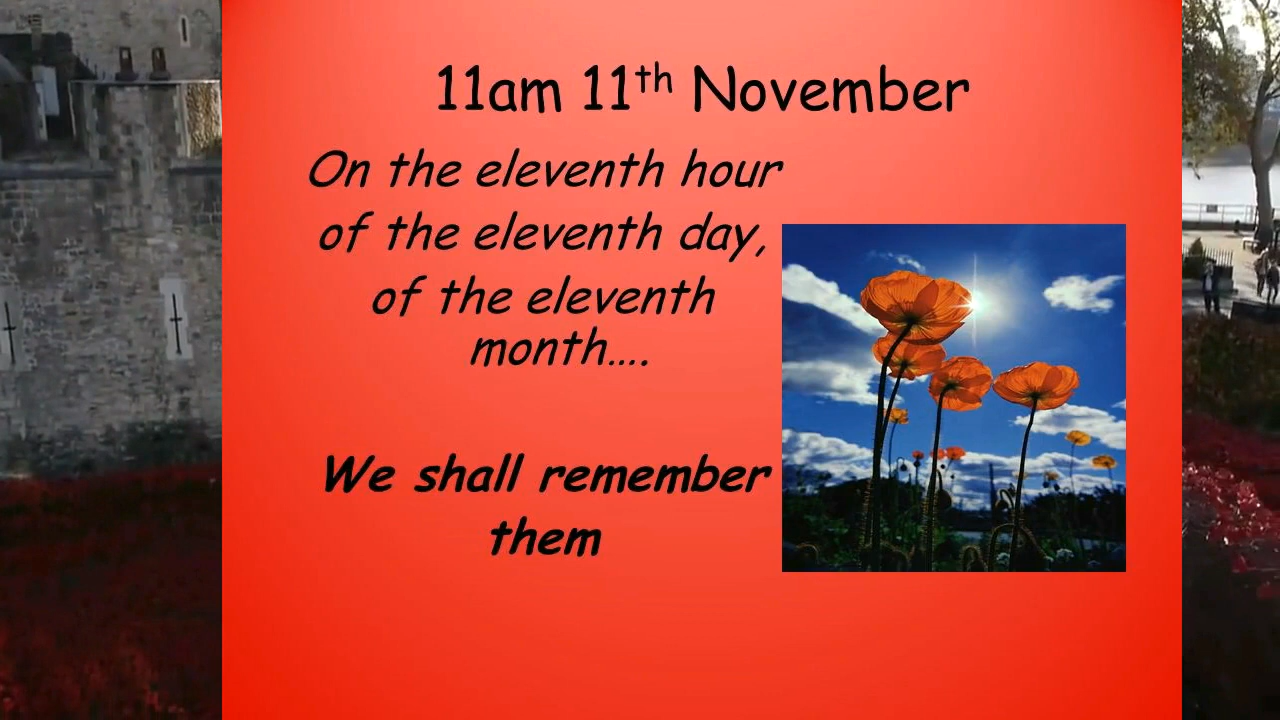 11am 11th November
On the eleventh hour
of the eleventh day,
of the eleventh
month....
We shall remember
them